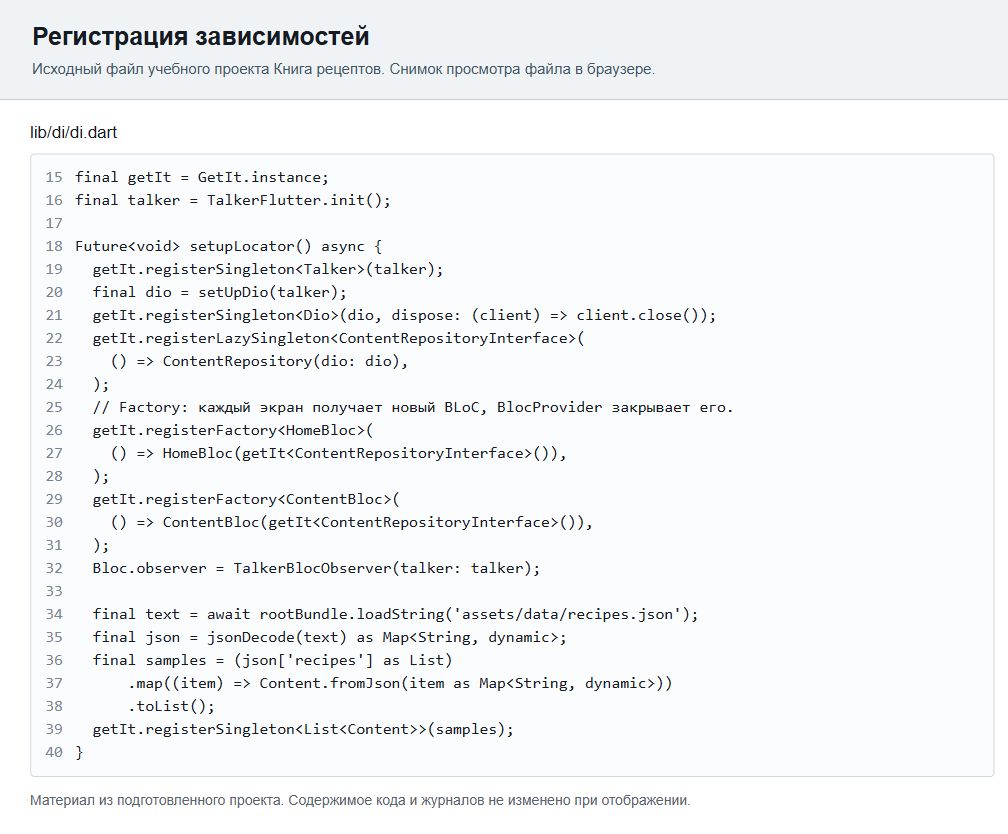 Регистрация зависимостей
Исходный файл учебного проекта Книга рецептов. Снимок просмотра файла в браузере.
lib/di/di.dart
15 final getIt = GetIt.instance;
16 final talker = TalkerFlutter.init();
17
18 Future<void> setupLocator() async {
19   getIt.registerSingleton<Talker>(talker);
20   final dio = setUpDio(talker);
21   getIt.registerSingleton<Dio>(dio, dispose: (client) => client.close());
22   getIt.registerLazySingleton<ContentRepositoryInterface>(
23     () => ContentRepository(dio: dio),
24   );
25   // Factory: каждый экран получает новый BLoC, BlocProvider закрывает его.
26   getIt.registerFactory<HomeBloc>(
27     () => HomeBloc(getIt<ContentRepositoryInterface>()),
28   );
29   getIt.registerFactory<ContentBloc>(
30     () => ContentBloc(getIt<ContentRepositoryInterface>()),
31   );
32   Bloc.observer = TalkerBlocObserver(talker: talker);
33
34   final text = await rootBundle.loadString('assets/data/recipes.json');
35   final json = jsonDecode(text) as Map<String, dynamic>;
36   final samples = (json['recipes'] as List)
37       .map((item) => Content.fromJson(item as Map<String, dynamic>))
38       .toList();
39   getIt.registerSingleton<List<Content>>(samples);
40 }
Материал из подготовленного проекта. Содержимое кода и журналов не изменено при отображении.